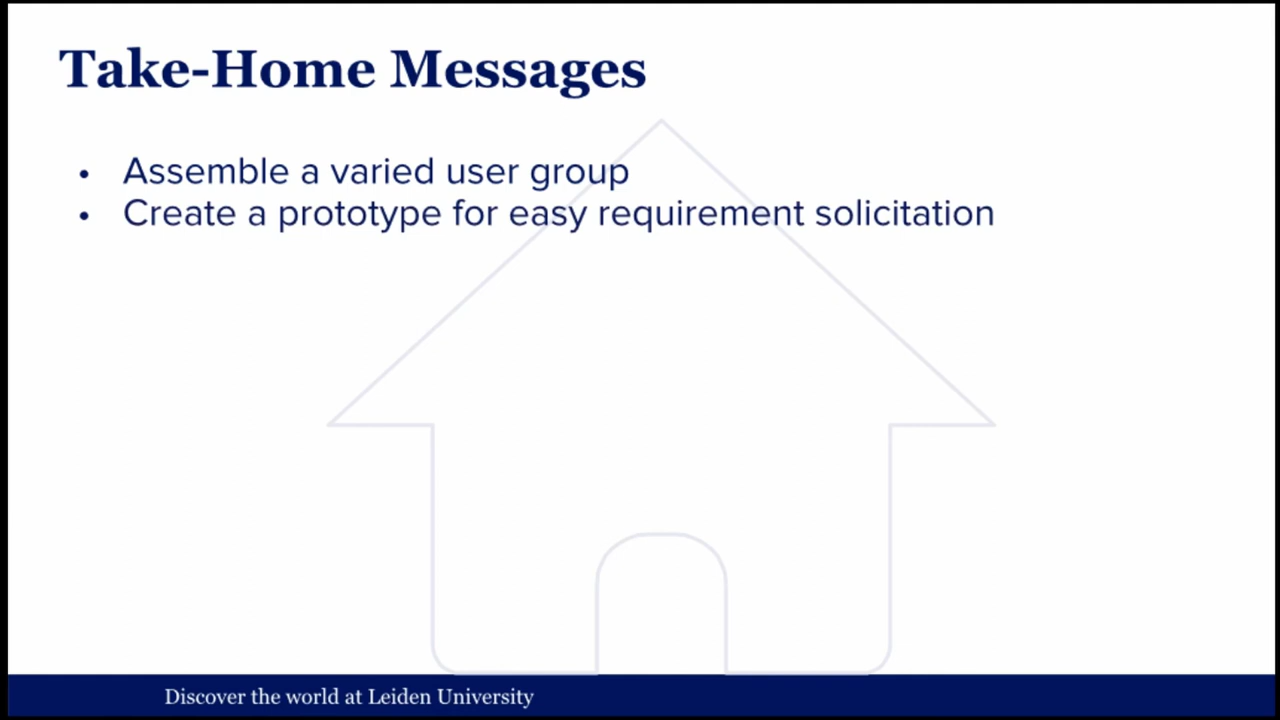 Take-Home Messages
• Assemble a varied user group
• Create a prototype for easy requirement solicitation
Discover the world at Leiden University